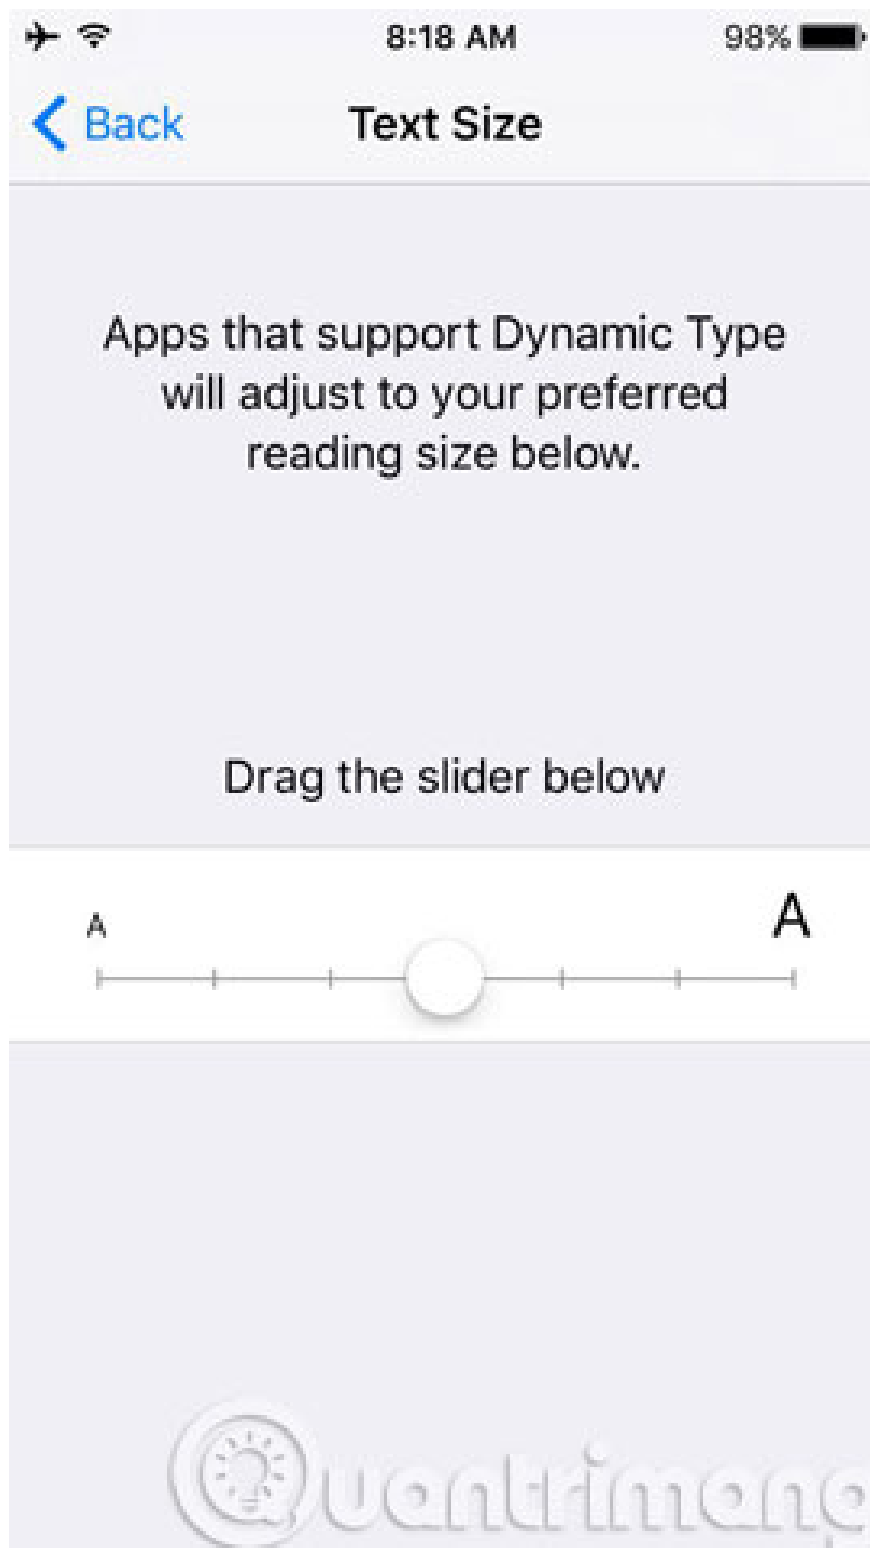 8:18 AM
98%
Back
Text Size
Apps that support Dynamic Type
will adjust to your preferred
reading size below.
Drag the slider below
A
A
Quantrimang